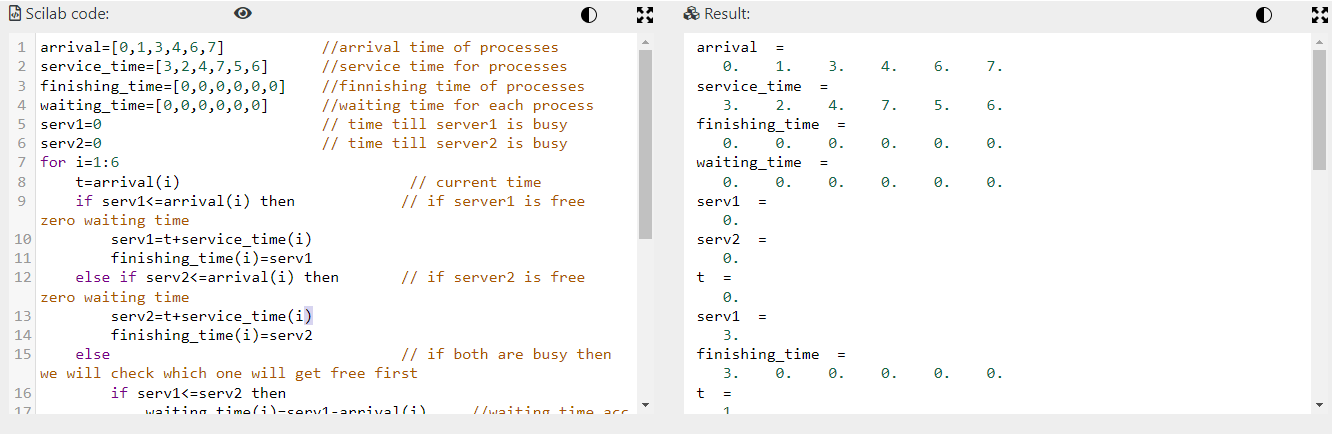 Scilab code:
1 arrival=[0,1,3,4,6,7] //arrival time of processes
2 service_time=[3,2,4,7,5,6] //service time for processes
3 finishing_time=[0,0,0,0,0,0] //finnishing time of processes
4 waiting_time=[0,0,0,0,0,0] //waiting time for each process
5 serv1=0 // time till server1 is busy
6 serv2=0 // time till server2 is busy
7 for i=1:6
8 t=arrival(i) // current time
9 if serv1<=arrival(i) then // if server1 is free
zero waiting time
10 serv1=t+service_time(i)
11 finishing_time(i)=serv1
12 else if serv2<=arrival(i) then // if server2 is free
zero waiting time
13 serv2=t+service_time(i)
14 finishing_time(i)=serv2
15 else // if both are busy then
we will check which one will get free first
16 if serv1<=serv2 then
17 waiting_time(i)=serv1-arrival(i) //waiting time acc
Result:
arrival =
0. 1. 3. 4. 6. 7.
service_time =
3. 2. 4. 7. 5. 6.
finishing_time =
0. 0. 0. 0. 0. 0.
waiting_time =
0. 0. 0. 0. 0. 0.
serv1 =
0.
serv2 =
0.
t =
0.
serv1 =
3.
finishing_time =
3. 0. 0. 0. 0. 0.
t =
1.